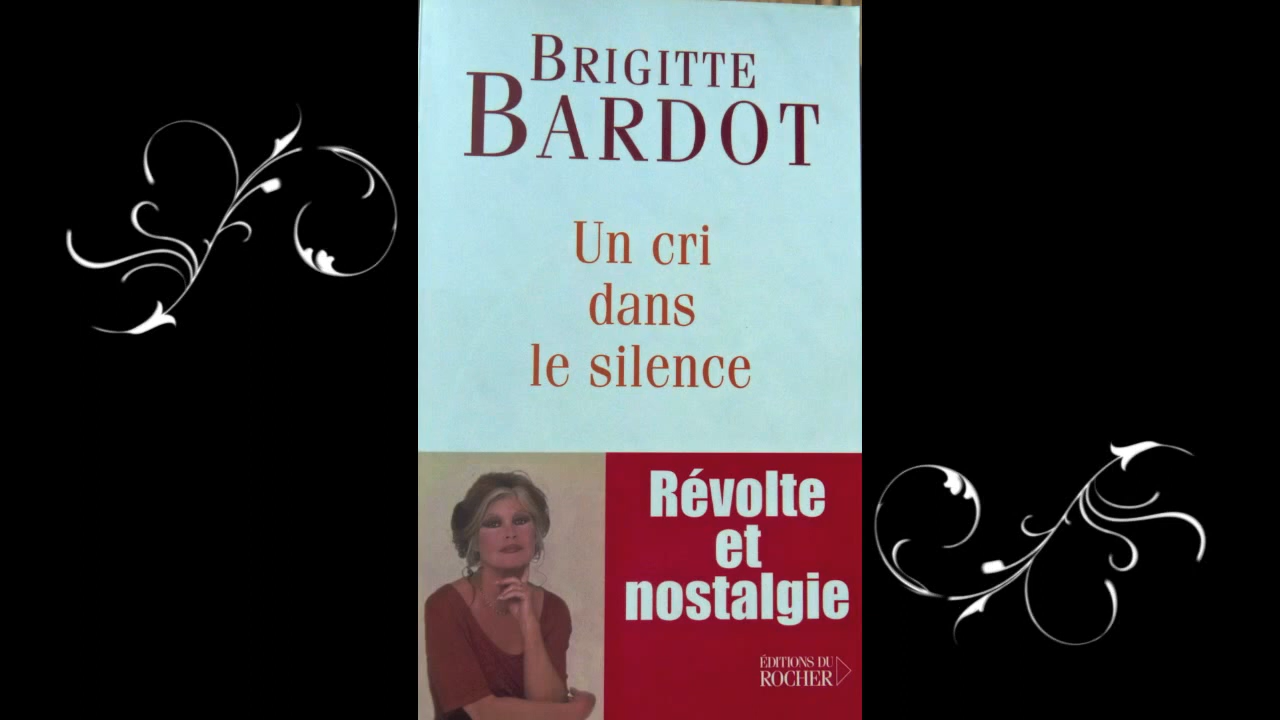 BRIGITTE
BARDOT
Un cri
dans
le silence
Révolte
et
nostalgie
ÉDITIONS DU
ROCHER